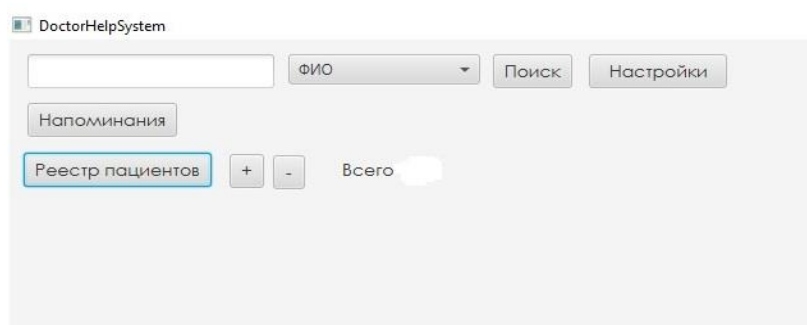 DoctorHelpSystem
ФИО Поиск Настройки
Напоминания
Реестр пациентов + - Всего